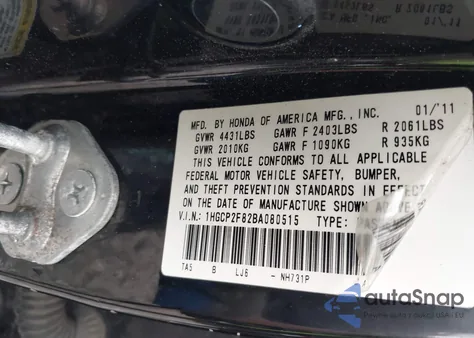 MFD. BY HONDA OF AMERICA MFG., INC. 01/'11
GVWR 4431LBS GAWR F 2403LBS R 2061LBS
GVWR 2010KG GAWR F 1090KG R 935KG
THIS VEHICLE CONFORMS TO ALL APPLICABLE
FEDERAL MOTOR VEHICLE SAFETY, BUMPER,
AND THEFT PREVENTION STANDARDS IN EFFECT
ON THE DATE OF MANUFACTURE SHOWN ABOVE
V.I.N.: 1HGCP2F82BA080515 TYPE:
TA5 B LJ6 -NH731P
autoSnap